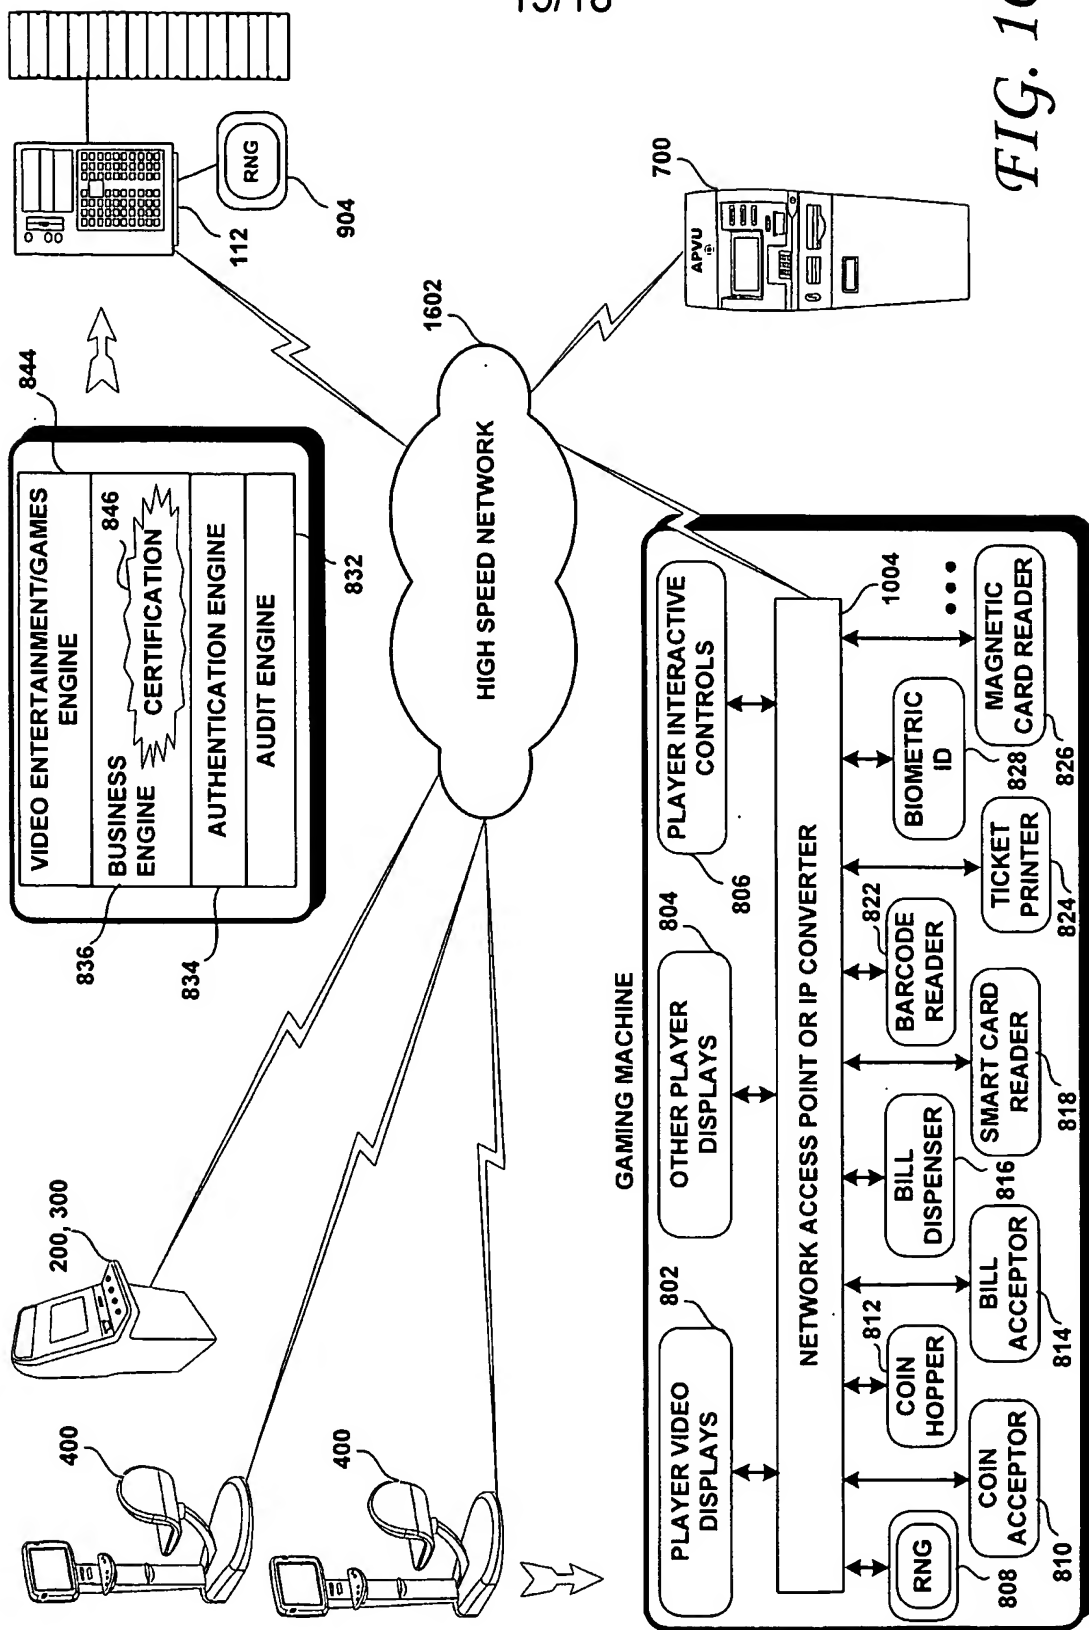 FIG.
VIDEO ENTERTAINMENT/GAMES
ENGINE
844
BUSINESS
ENGINE
846
CERTIFICATION
836
AUTHENTICATION ENGINE
834
AUDIT ENGINE
832
RNG
112
904
200, 300
400
400
HIGH SPEED NETWORK
1602
APVU
700
GAMING MACHINE
PLAYER VIDEO
DISPLAYS
802
OTHER PLAYER
DISPLAYS
804
PLAYER INTERACTIVE
CONTROLS
806
NETWORK ACCESS POINT OR IP CONVERTER
1004
RNG
808
COIN
ACCEPTOR
810
COIN
HOPPER
812
BILL
ACCEPTOR
814
BILL
DISPENSER
816
SMART CARD
READER
818
BARCODE
READER
822
TICKET
PRINTER
824
BIOMETRIC
ID
828
MAGNETIC
CARD READER
826